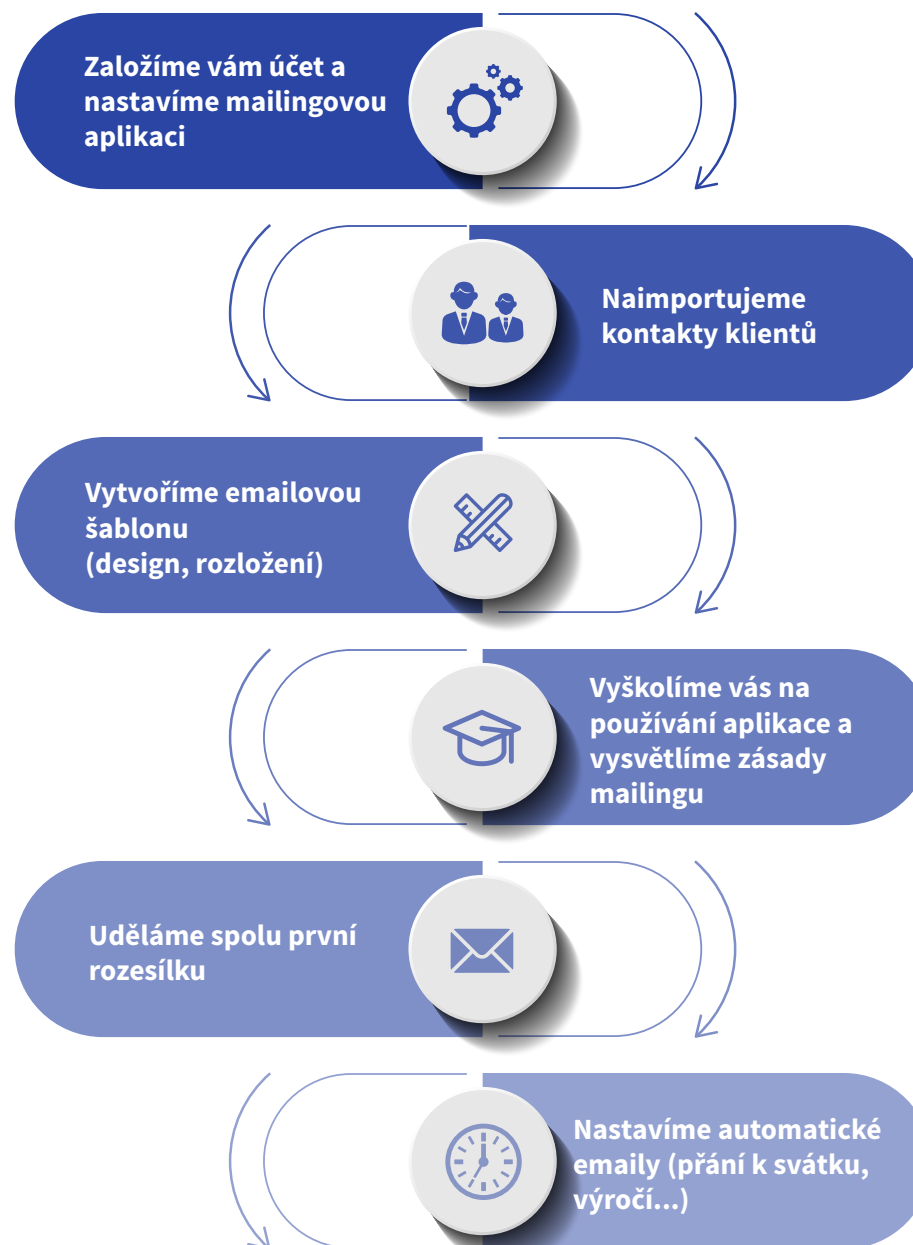 Založíme vám účet a
nastavíme mailingovou
aplikaci
Naimportujeme
kontakty klientů
Vytvoříme emailovou
šablonu
(design, rozložení)
Vyškolíme vás na
používání aplikace a
vysvětlíme zásady
mailingu
Uděláme spolu první
rozesílku
Nastavíme automatické
emaily (přání k svátku,
výročí...)